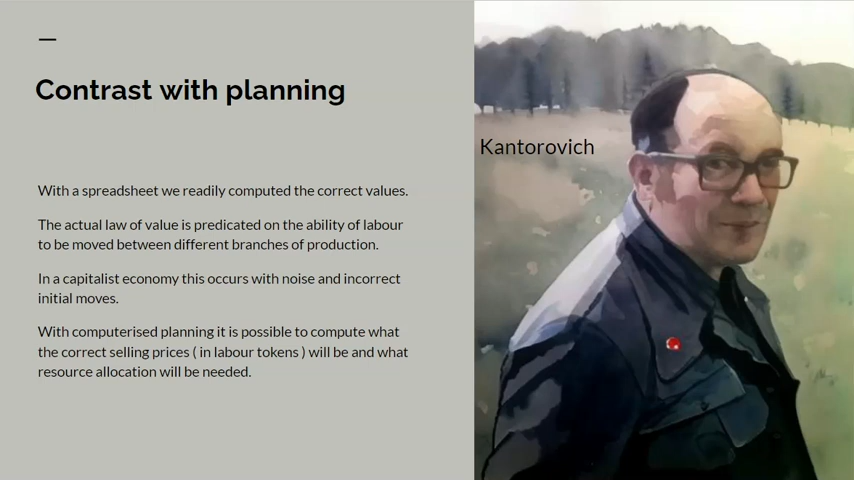 Contrast with planning
Kantorovich
With a spreadsheet we readily computed the correct values.
The actual law of value is predicated on the ability of labour
to be moved between different branches of production.
In a capitalist economy this occurs with noise and incorrect
initial moves.
With computerised planning it is possible to compute what
the correct selling prices ( in labour tokens ) will be and what
resource allocation will be needed.